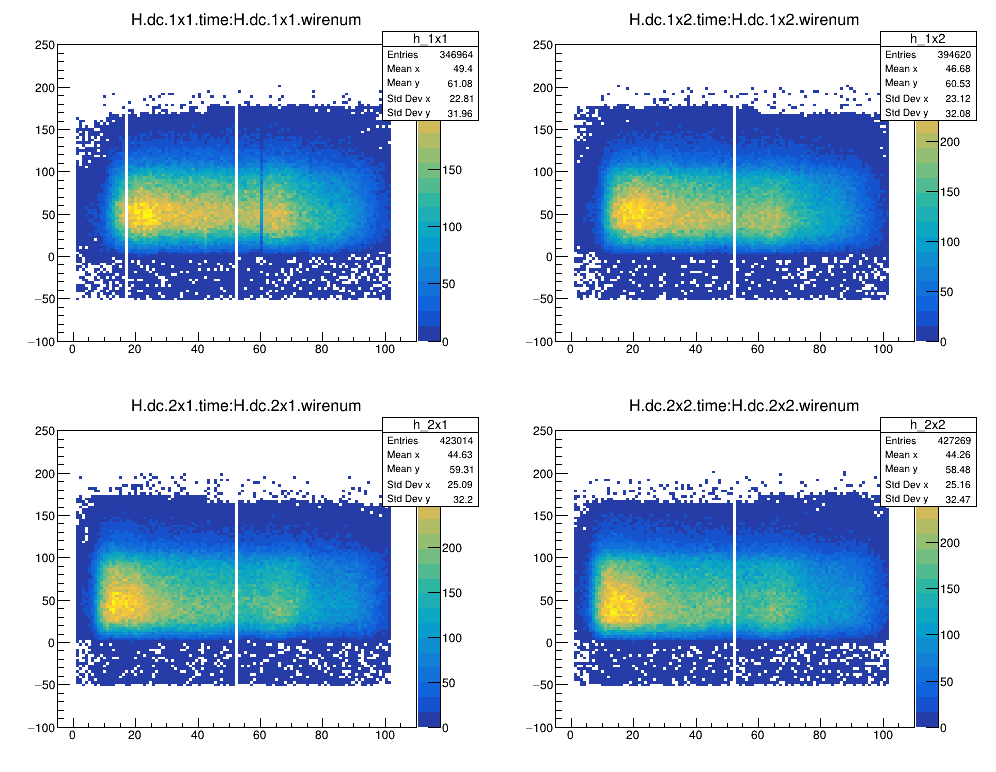 H.dc.1x1.time:H.dc.1x1.wirenum
h_1x1
Entries 346964
Mean x 49.4
Mean y 61.08
Std Dev x 22.81
Std Dev y 31.96
250
200
150
100
50
0
−50
−100
0 20 40 60 80 100
150
100
50
0
H.dc.1x2.time:H.dc.1x2.wirenum
h_1x2
Entries 394620
Mean x 46.68
Mean y 60.53
Std Dev x 23.12
Std Dev y 32.08
250
200
150
100
50
0
−50
−100
0 20 40 60 80 100
200
150
100
50
0
H.dc.2x1.time:H.dc.2x1.wirenum
h_2x1
Entries 423014
Mean x 44.63
Mean y 59.31
Std Dev x 25.09
Std Dev y 32.2
250
200
150
100
50
0
−50
−100
0 20 40 60 80 100
200
150
100
50
0
H.dc.2x2.time:H.dc.2x2.wirenum
h_2x2
Entries 427269
Mean x 44.26
Mean y 58.48
Std Dev x 25.16
Std Dev y 32.47
250
200
150
100
50
0
−50
−100
0 20 40 60 80 100
200
150
100
50
0